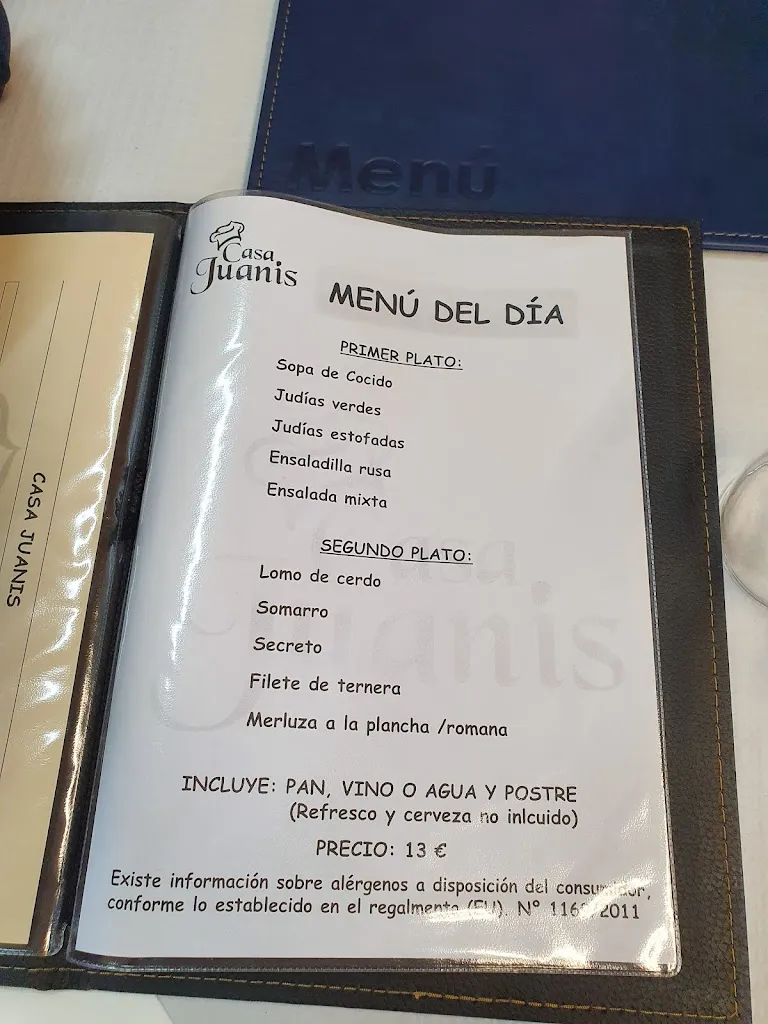 Menú
Casa
Juanis
MENÚ DEL DÍA
PRIMER PLATO:
Sopa de Cocido
Judías verdes
Judías estofadas
Ensaladilla rusa
Ensalada mixta
SEGUNDO PLATO:
Lomo de cerdo
Somarro
Secreto
Filete de ternera
Merluza a la plancha /romana
INCLUYE: PAN, VINO O AGUA Y POSTRE
(Refresco y cerveza no inlcuido)
PRECIO: 13 €
Existe información sobre alérgenos a disposición del consumidor,
conforme lo establecido en el regalmento (EU). Nº 2011
CASA JUANIS
Casa
Juanis